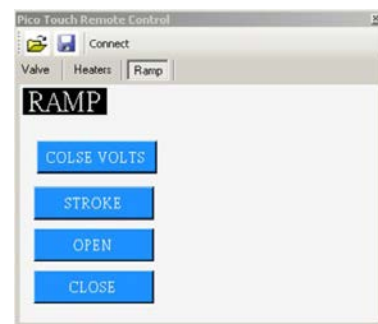 Pico Touch Remote Control
Connect
Valve Heaters Ramp
RAMP
COLSE VOLTS
STROKE
OPEN
CLOSE